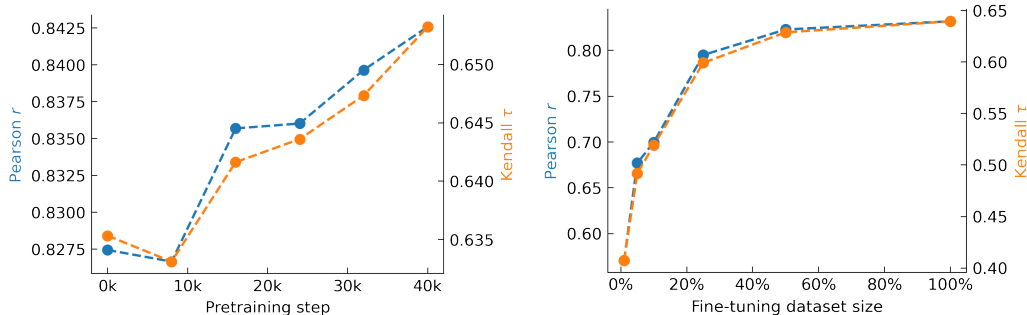 0.8425
0.8400
0.8375
0.8350
0.8325
0.8300
0.8275
Pearson r
0k
10k
20k
30k
40k
Pretraining step
0.650
0.645
0.640
0.635
Kendall τ
0.80
0.75
0.70
0.65
0.60
Pearson r
0%
20%
40%
60%
80%
100%
Fine-tuning dataset size
0.65
0.60
0.55
0.50
0.45
0.40
Kendall τ